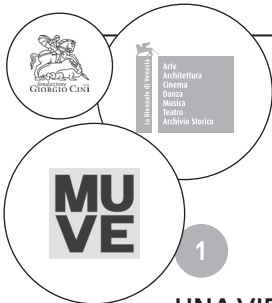 fondazione
GIORGIO CINI
La Biennale di Venezia
Arte
Architettura
Cinema
Danza
Musica
Teatro
Archivio Storico
MU
VE
1
UNA